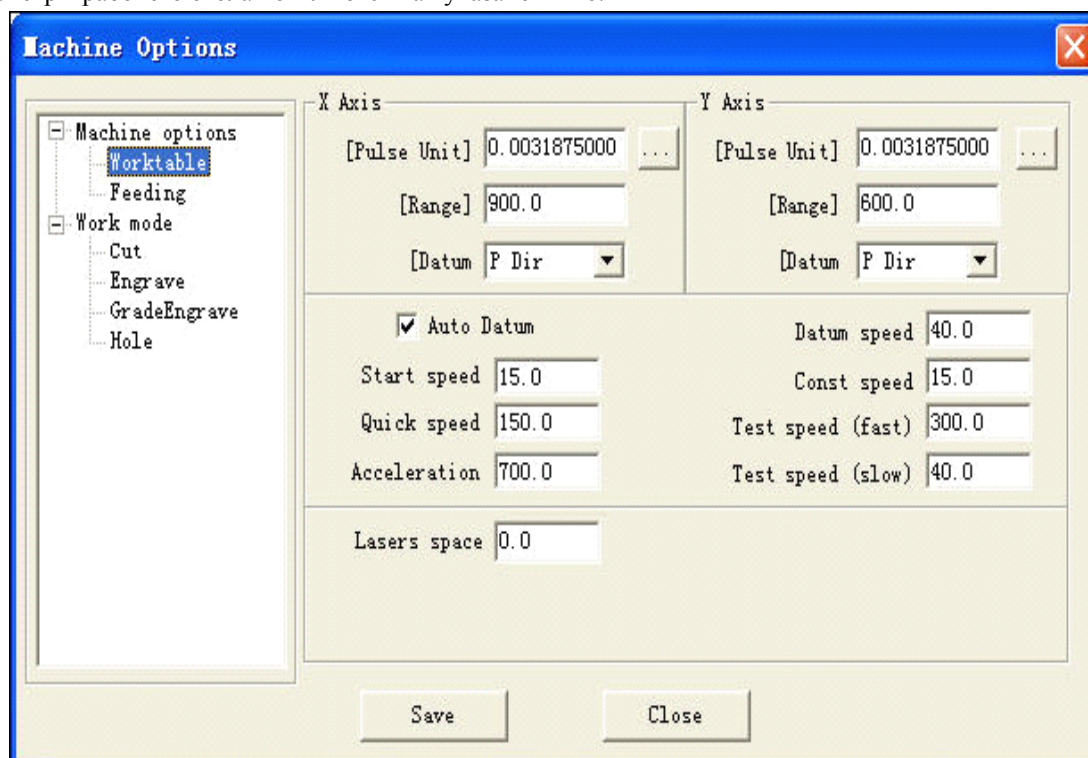 Machine Options
Machine options
Worktable
Feeding
Work mode
Cut
Engrave
GradeEngrave
Hole
X Axis
[Pulse Unit] 0.0031875000 ...
[Range] 900.0
[Datum P Dir
Y Axis
[Pulse Unit] 0.0031875000 ...
[Range] 600.0
[Datum P Dir
Auto Datum
Datum speed 40.0
Start speed 15.0
Const speed 15.0
Quick speed 150.0
Test speed (fast) 300.0
Acceleration 700.0
Test speed (slow) 40.0
Lasers space 0.0
Save
Close